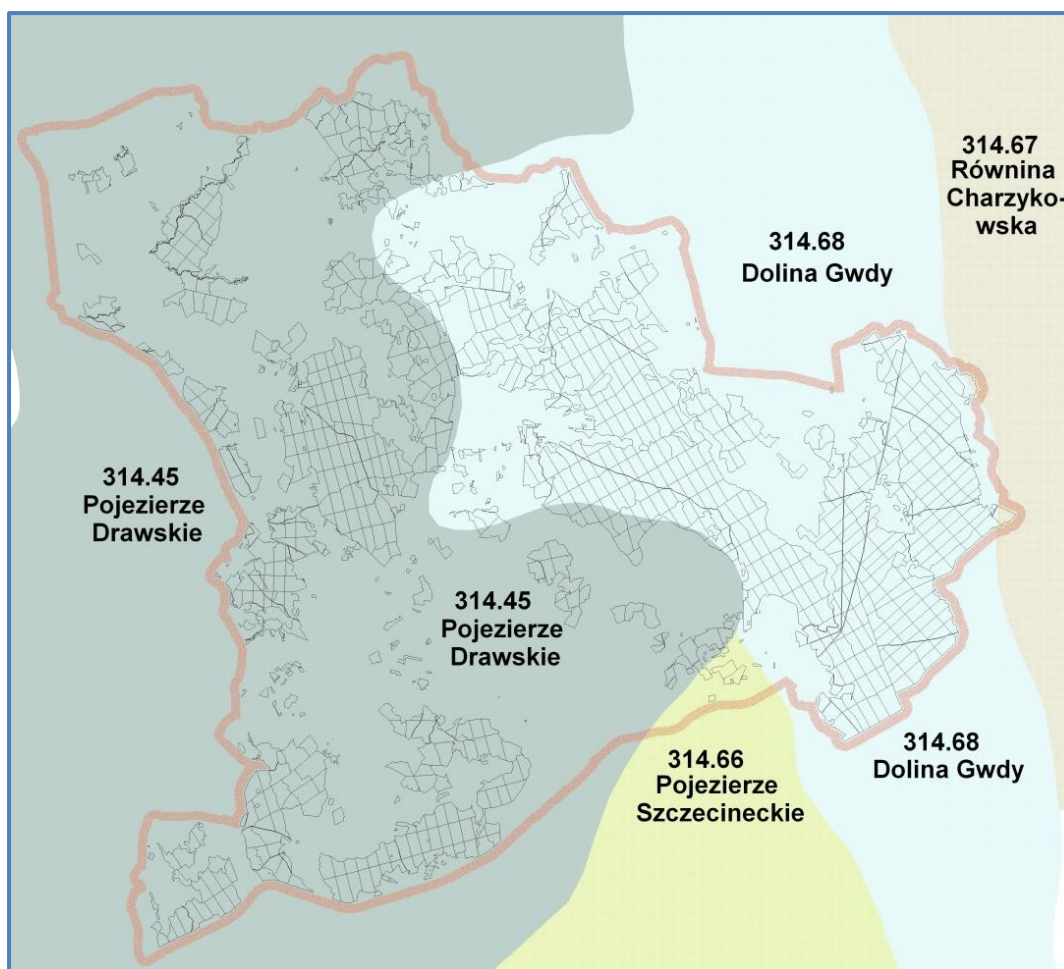 314.67
Równina
Charzyko-
wska
314.68
Dolina Gwdy
314.45
Pojezierze
Drawskie
314.45
Pojezierze
Drawskie
314.68
Dolina Gwdy
314.66
Pojezierze
Szczecineckie